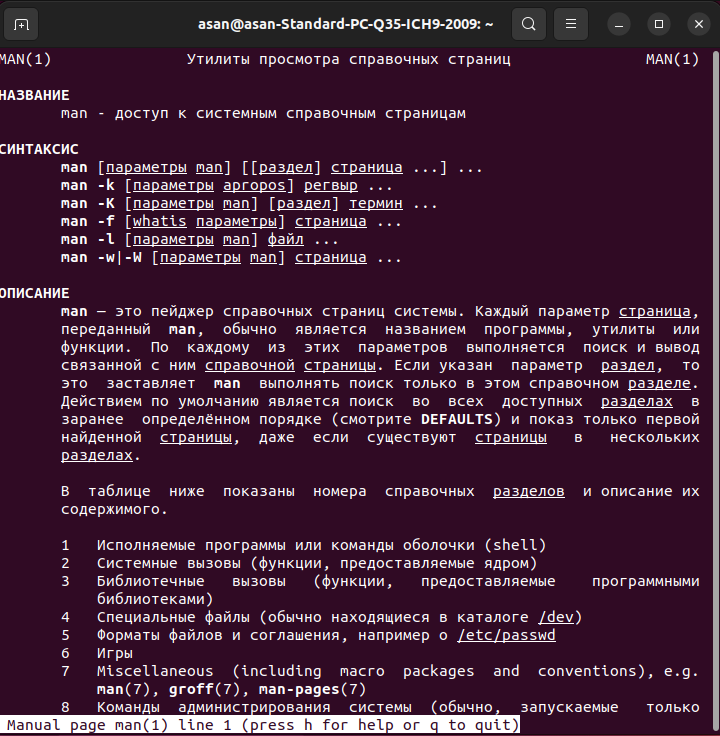 asan@asan-Standard-PC-Q35-ICH9-2009: ~
MAN(1) Утилиты просмотра справочных страниц MAN(1)
НАЗВАНИЕ
man - доступ к системным справочным страницам
СИНТАКСИС
man [параметры man] [[раздел] страница ...] ...
man -k [параметры apropos] регвыр ...
man -K [параметры man] [раздел] термин ...
man -f [whatis параметры] страница ...
man -l [параметры man] файл ...
man -w|-W [параметры man] страница ...
ОПИСАНИЕ
man — это пейджер справочных страниц системы. Каждый параметр страница,
переданный man, обычно является названием программы, утилиты или
функции. По каждому из этих параметров выполняется поиск и вывод
связанной с ним справочной страницы. Если указан параметр раздел, то
это заставляет man выполнять поиск только в этом справочном разделе.
Действием по умолчанию является поиск во всех доступных разделах в
заранее определённом порядке (смотрите DEFAULTS) и показ только первой
найденной страницы, даже если существуют страницы в нескольких
разделах.
В таблице ниже показаны номера справочных разделов и описание их
содержимого.
1 Исполняемые программы или команды оболочки (shell)
2 Системные вызовы (функции, предоставляемые ядром)
3 Библиотечные вызовы (функции, предоставляемые программными
библиотеками)
4 Специальные файлы (обычно находящиеся в каталоге /dev)
5 Форматы файлов и соглашения, например о /etc/passwd
6 Игры
7 Miscellaneous (including macro packages and conventions), e.g.
man(7), groff(7), man-pages(7)
8 Команды администрирования системы (обычно, запускаемые только
Manual page man(1) line 1 (press h for help or q to quit)